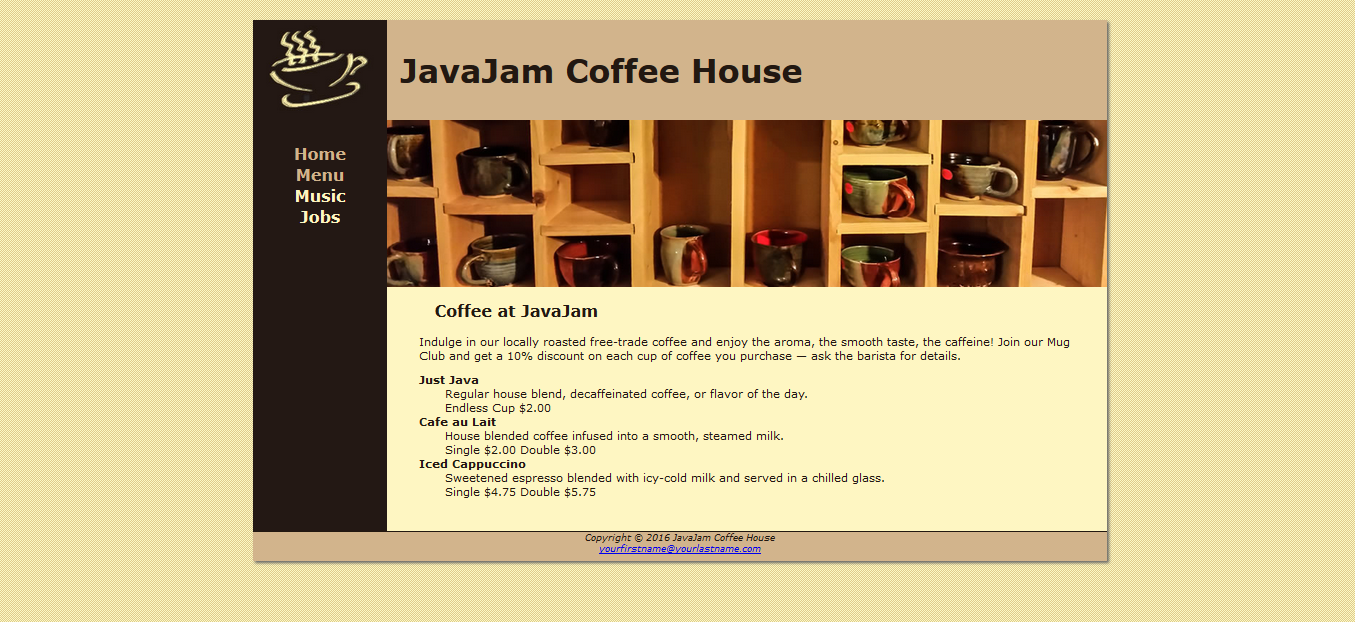 JavaJam Coffee House
Home
Menu
Music
Jobs
Coffee at JavaJam
Indulge in our locally roasted free-trade coffee and enjoy the aroma, the smooth taste, the caffeine! Join our Mug
Club and get a 10% discount on each cup of coffee you purchase — ask the barista for details.
Just Java
Regular house blend, decaffeinated coffee, or flavor of the day.
Endless Cup $2.00
Cafe au Lait
House blended coffee infused into a smooth, steamed milk.
Single $2.00 Double $3.00
Iced Cappuccino
Sweetened espresso blended with icy-cold milk and served in a chilled glass.
Single $4.75 Double $5.75
Copyright © 2016 JavaJam Coffee House
yourfirstname@yourlastname.com